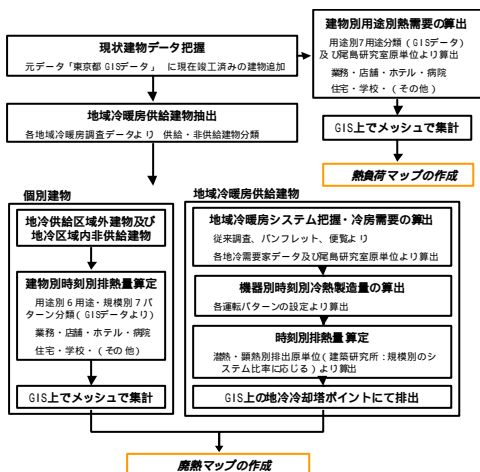 現状建物データ把握
元データ「東京都GISデータ」に現在竣工済みの建物追加
地域冷暖房供給建物抽出
各地域冷暖房調査データより 供給・非供給建物分類
建物別用途別熱需要の算出
用途別7用途分類(GISデータ)
及び尾島研究室原単位より算出
業務・店舗・ホテル・病院
住宅・学校・(その他)
GIS上でメッシュで集計
熱負荷マップの作成
個別建物
地冷供給区域外建物及び
地冷区域内非供給建物
建物別時刻別排熱量算定
用途別6用途・規模別7パ
ターン分類(GISデータより)
業務・店舗・ホテル・病院
住宅・学校・(その他)
GIS上でメッシュで集計
地域冷暖房供給建物
地域冷暖房システム把握・冷房需要の算出
従来調査、パンフレット、便覧より
各地冷需要家データ及び尾島研究室原単位より算出
機器別時刻別冷熱製造量の算出
各運転パターンの設定より算出
時刻別排熱量算定
潜熱・顕熱別排出原単位(建築研究所:規模別のシ
ステム比率に応じる)より算出
GIS上の地冷冷却塔ポイントにて排出
廃熱マップの作成